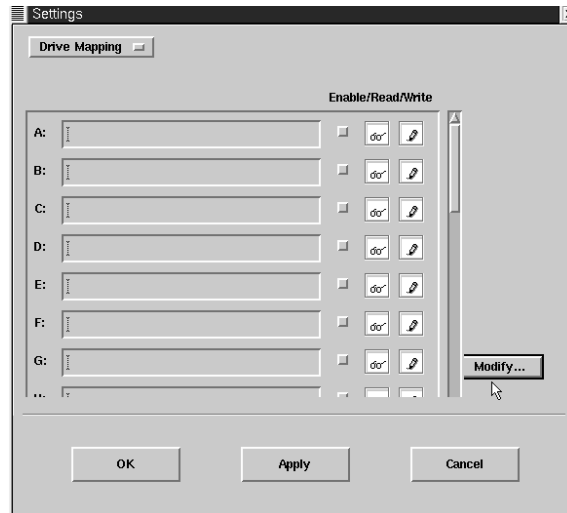 Settings
Drive Mapping
Enable/Read/Write
A:
B:
C:
D:
E:
F:
G:
Modify...
OK Apply Cancel